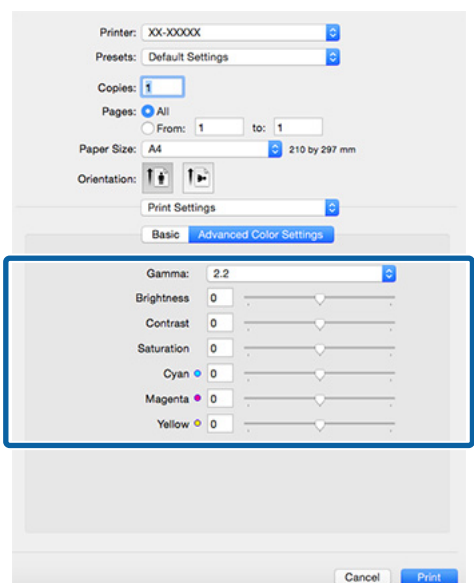 Printer: XX-XXXXX
Presets: Default Settings
Copies: 1
Pages: All
From: 1 to: 1
Paper Size: A4 210 by 297 mm
Orientation:
Print Settings
Basic Advanced Color Settings
Gamma: 2.2
Brightness 0
Contrast 0
Saturation 0
Cyan 0
Magenta 0
Yellow 0
Cancel Print